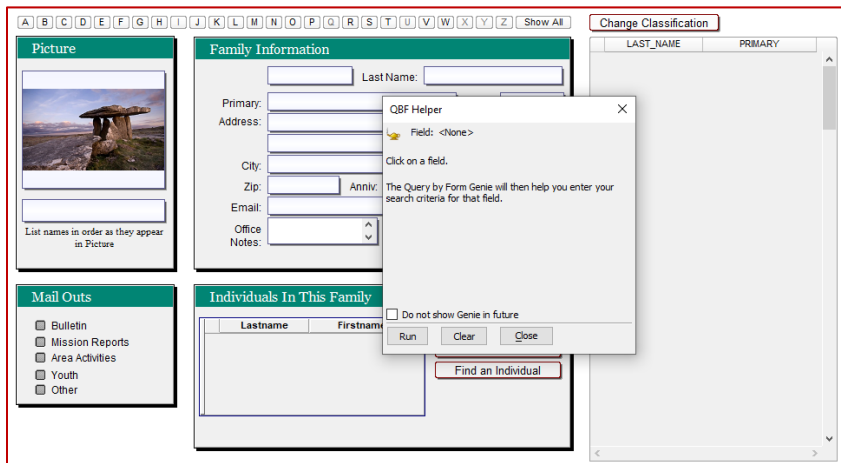 A B C D E F G H I J K L M N O P Q R S T U V W X Y Z Show All
Change Classification
Picture
List names in order as they appear
in Picture
Family Information
Last Name:
Primary:
Address:
City:
Zip:
Anniv:
Email:
Office
Notes:
QBF Helper
Field: <None>
Click on a field.
The Query by Form Genie will then help you enter your
search criteria for that field.
Do not show Genie in future
Run Clear Close
LAST_NAME PRIMARY
Mail Outs
Bulletin
Mission Reports
Area Activities
Youth
Other
Individuals In This Family
Lastname Firstname
Find an Individual